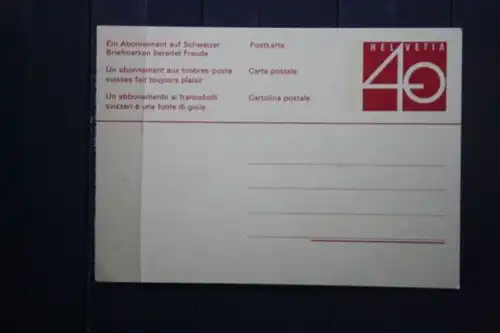 Ein Abonnement auf Schweizer
Briefmarken bereitet Freude
Postkarte
Un abonnement aux timbres-poste
suisses fait toujours plaisir
Carte postale
Un abbonamento ai francobolli
svizzeri è una fonte di gioia
Cartolina postale
HELVETIA
40